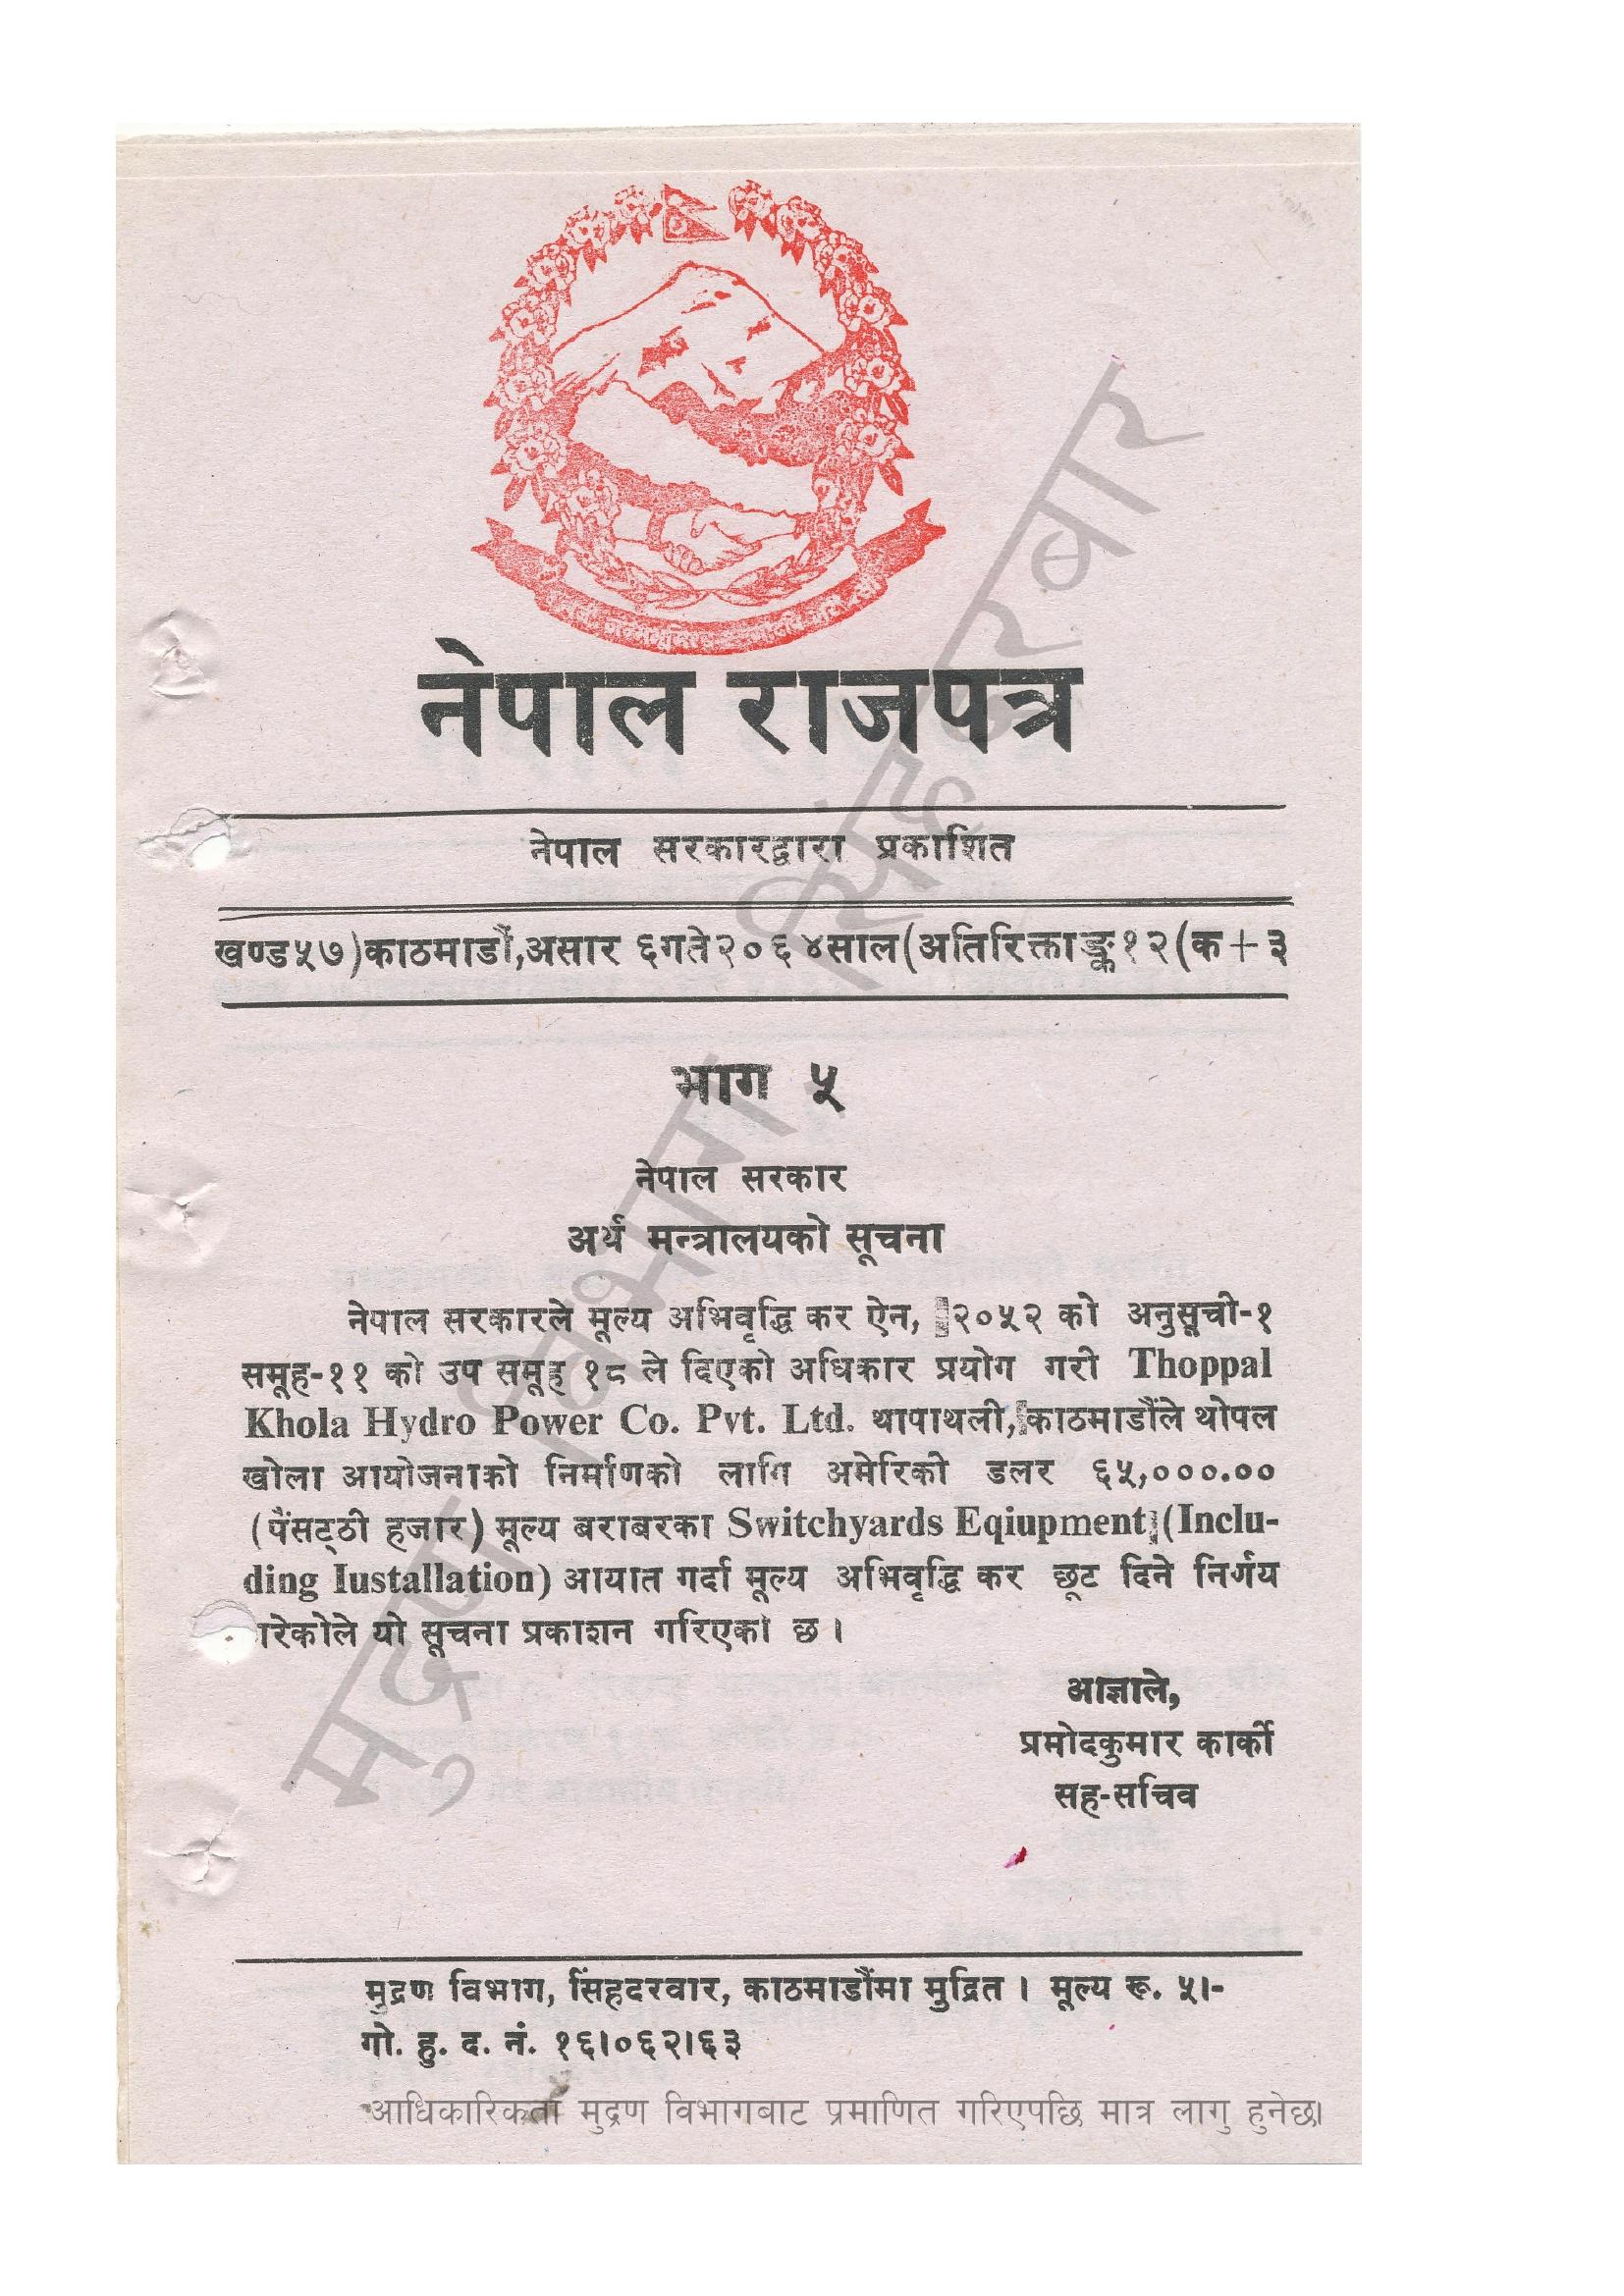 नेपाल राजपत्र
नेपाल सरकारद्वारा प्रकाशित
खण्ड५७)काठमाडौं,असार ६गते२०६४साल(अतिरिक्ताङ्क१२(क+३
भाग ५
नेपाल सरकार
अर्थ मन्त्रालयको सूचना
नेपाल सरकारले मूल्य अभिवृद्धि कर ऐन, २०५२ को अनुसूची-१
समूह-११ को उप समूह १८ ले दिएको अधिकार प्रयोग गरी Thoppal
Khola Hydro Power Co. Pvt. Ltd. थापाथली,काठमाडौंले थोपल
खोला आयोजनाको निर्माणको लागि अमेरिकी डलर ६५,०००.००
(पैंसट्ठी हजार) मूल्य बराबरका Switchyards Eqiupment (Inclu-
ding Iustallation) आयात गर्दा मूल्य अभिवृद्धि कर छूट दिने निर्णय
गरेकोले यो सूचना प्रकाशन गरिएको छ ।
आज्ञाले,
प्रमोदकुमार कार्की
सह-सचिव
मुद्रण विभाग, सिंहदरवार, काठमाडौंमा मुद्रित । मूल्य रू. ५।-
गो. हु. द. नं. १६।०६२।६३
आधिकारिकता मुद्रण विभागबाट प्रमाणित गरिएपछि मात्र लागु हुनेछ।
मुद्रण विभाग, सिंहदरवार